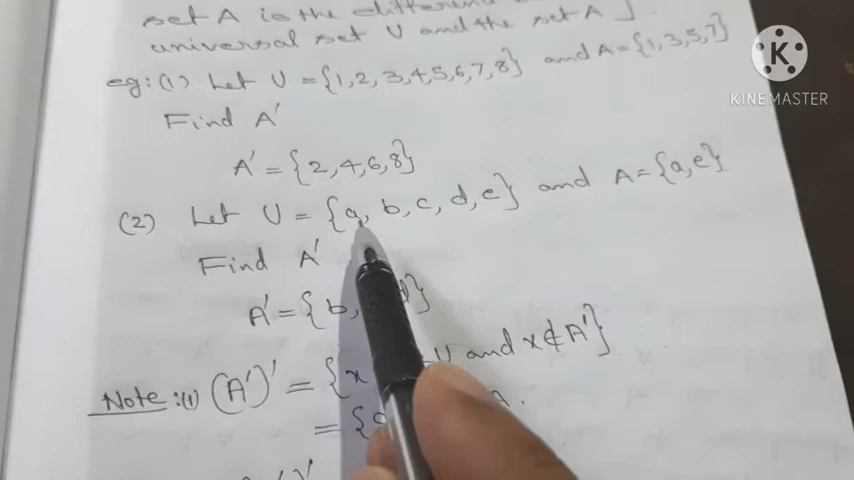 set A is the difference
universal set U and the set A ].
eg: (1) Let U = {1,2,3,4,5,6,7,8} and A = {1,3,5,7}
Find A'
A' = {2,4,6,8}
(2) Let U = {a, b, c, d, e} and A = {a,e}
Find A'
A' = {b, d}
Note: (1) (A')' = {x U and x ∉ A'}
= { A.
K
KINEMASTER